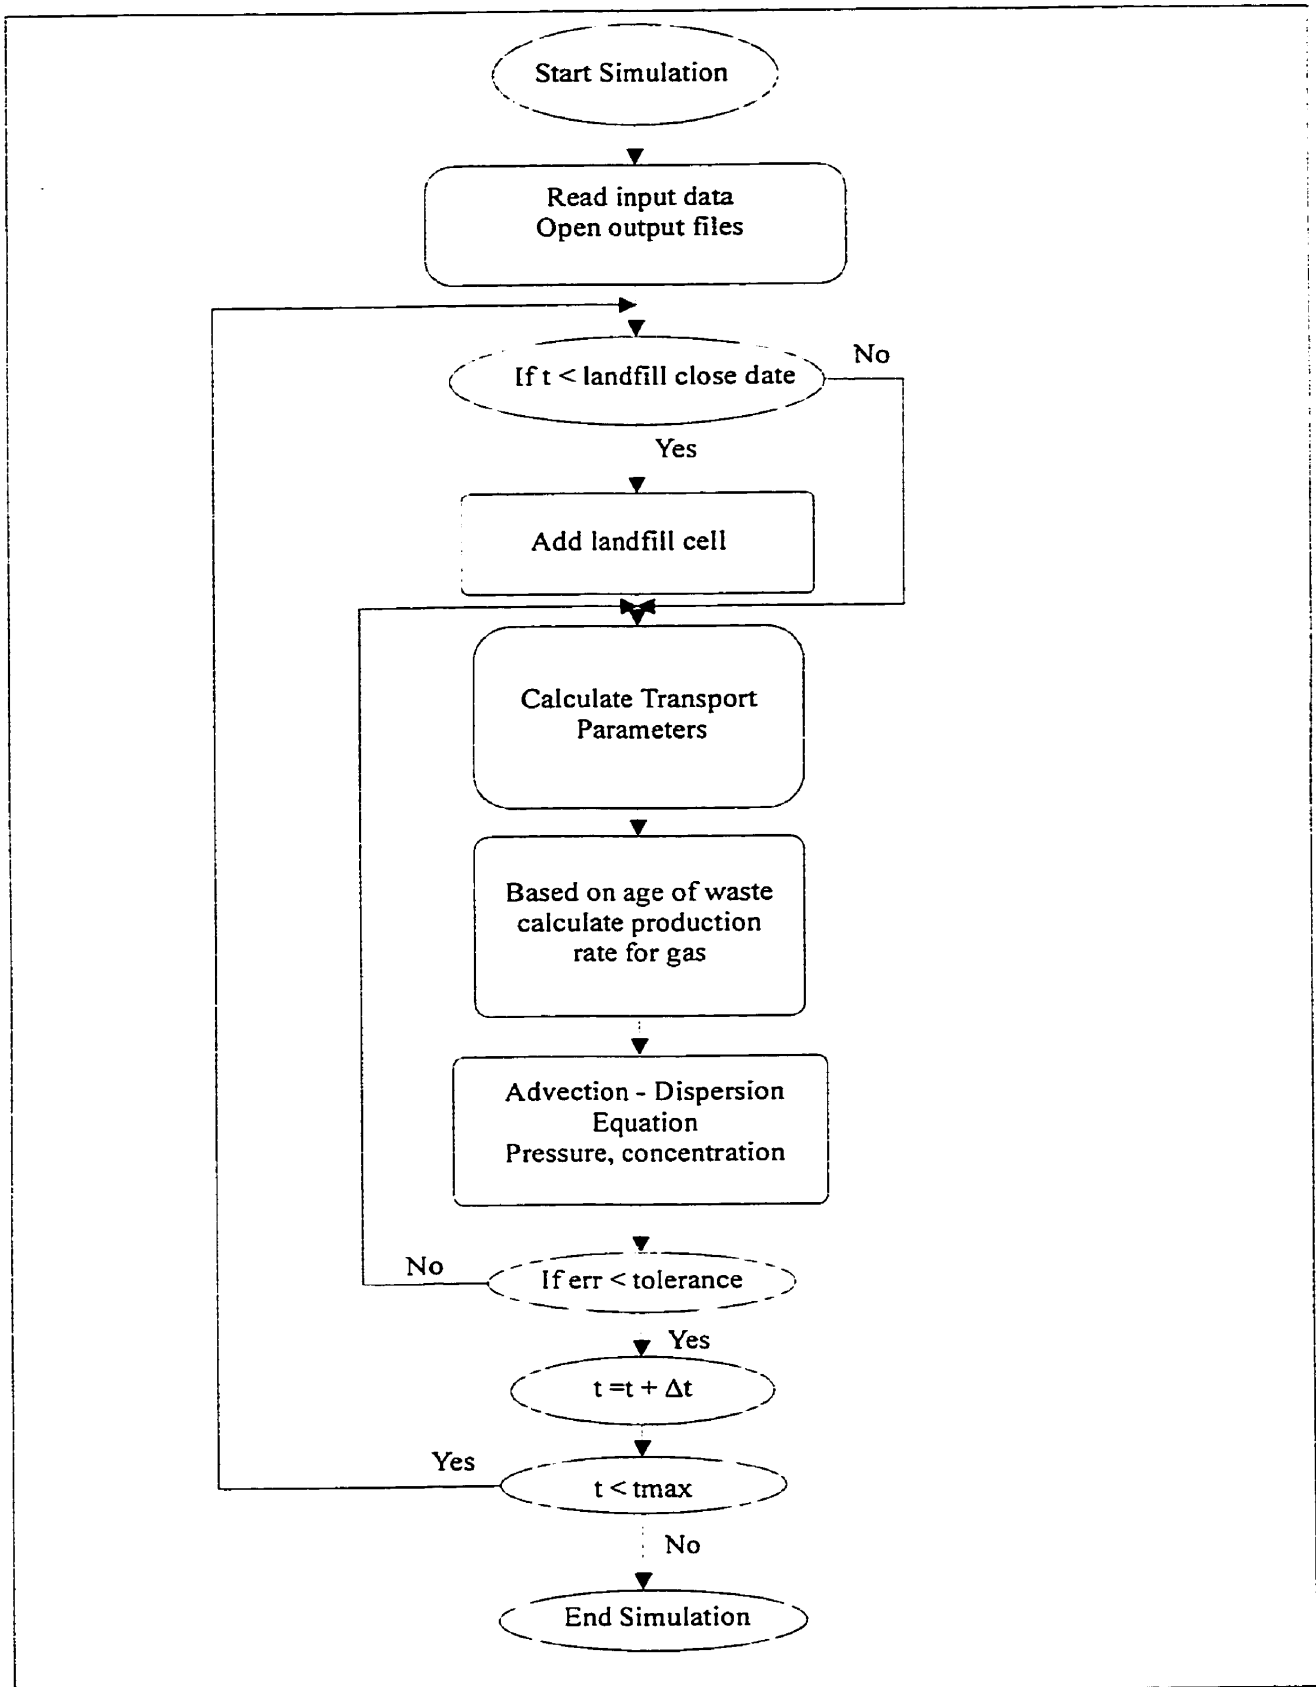 Start Simulation
Read input data
Open output files
If t < landfill close date
No
Yes
Add landfill cell
Calculate Transport
Parameters
Based on age of waste
calculate production
rate for gas
Advection - Dispersion
Equation
Pressure, concentration
No
If err < tolerance
Yes
t =t + Δt
Yes
t < tmax
No
End Simulation